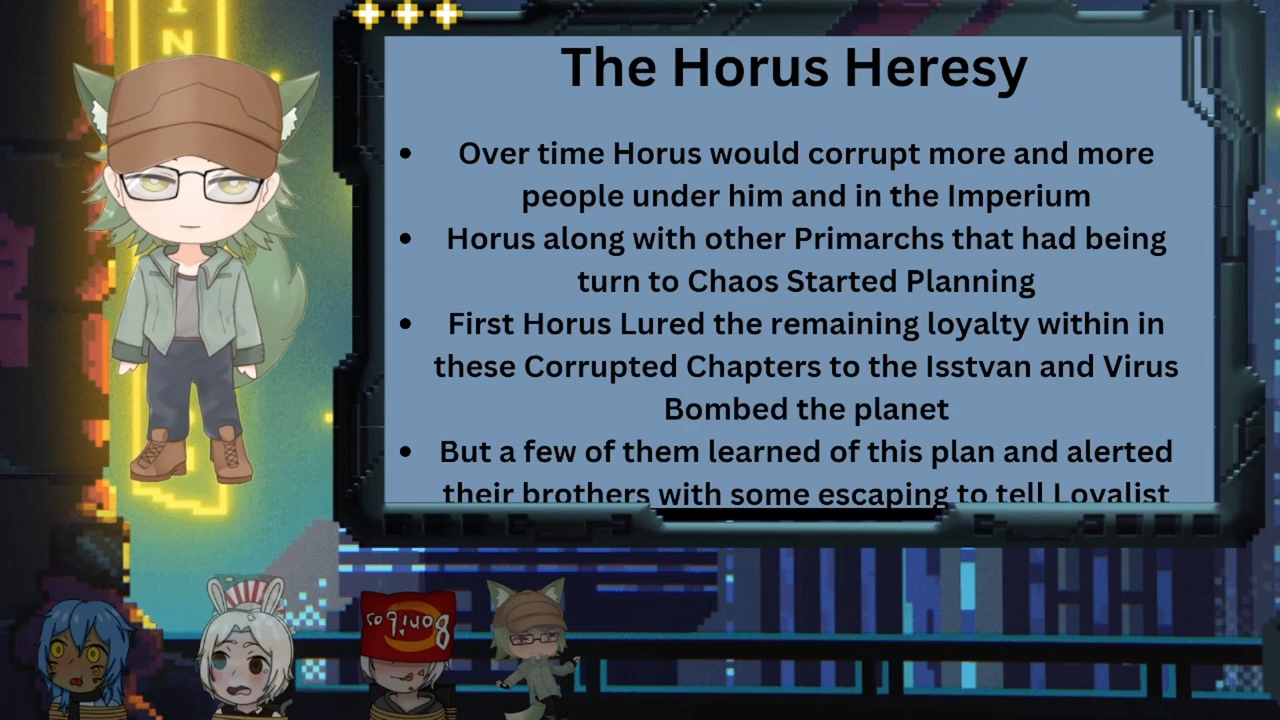 IN
The Horus Heresy
• Over time Horus would corrupt more and more
people under him and in the Imperium
• Horus along with other Primarchs that had being
turn to Chaos Started Planning
• First Horus Lured the remaining loyalty within in
these Corrupted Chapters to the Isstvan and Virus
Bombed the planet
• But a few of them learned of this plan and alerted
their brothers with some escaping to tell Loyalist